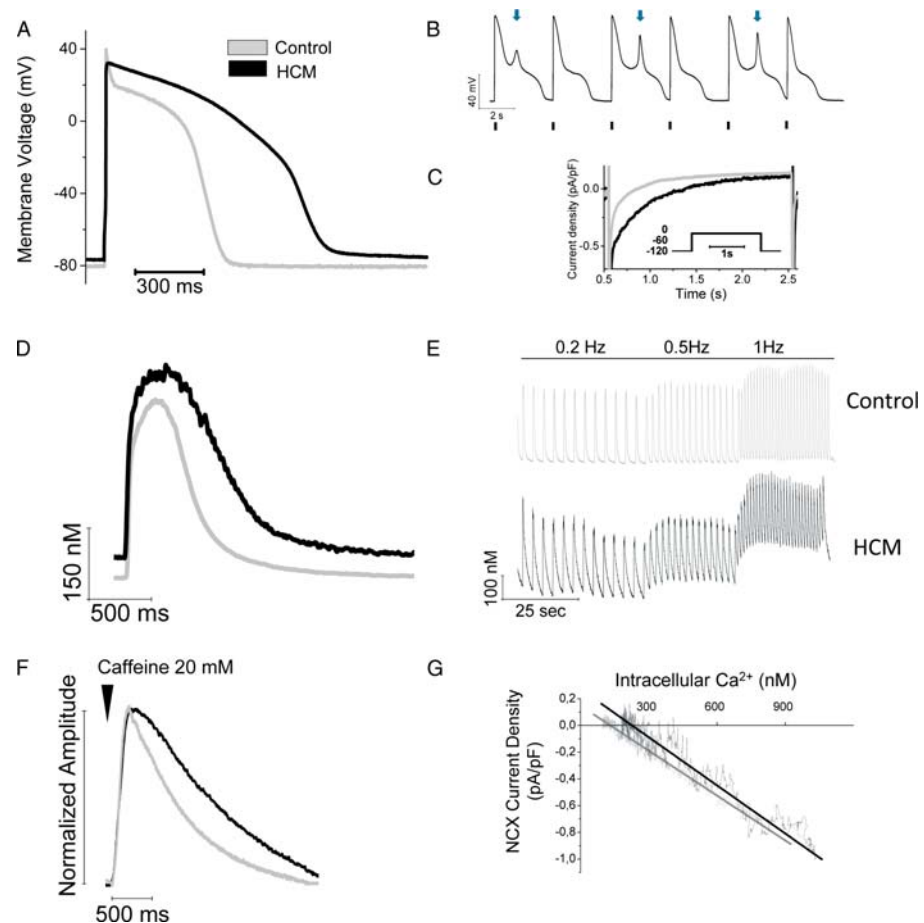 A
Control
HCM
Membrane Voltage (mV)
40
0
-40
-80
300 ms
B
40 mV
2 s
C
Current density (pA/pF)
0.0
-0.5
0
-60
-120
1s
0.5 1.0 1.5 2.0 2.5
Time (s)
D
150 nM
500 ms
E
0.2 Hz 0.5Hz 1Hz
Control
HCM
100 nM
25 sec
F
Caffeine 20 mM
Normalized Amplitude
500 ms
G
Intracellular Ca²⁺ (nM)
300 600 900
NCX Current Density
(pA/pF)
0,2
0,0
-0,2
-0,4
-0,6
-0,8
-1,0